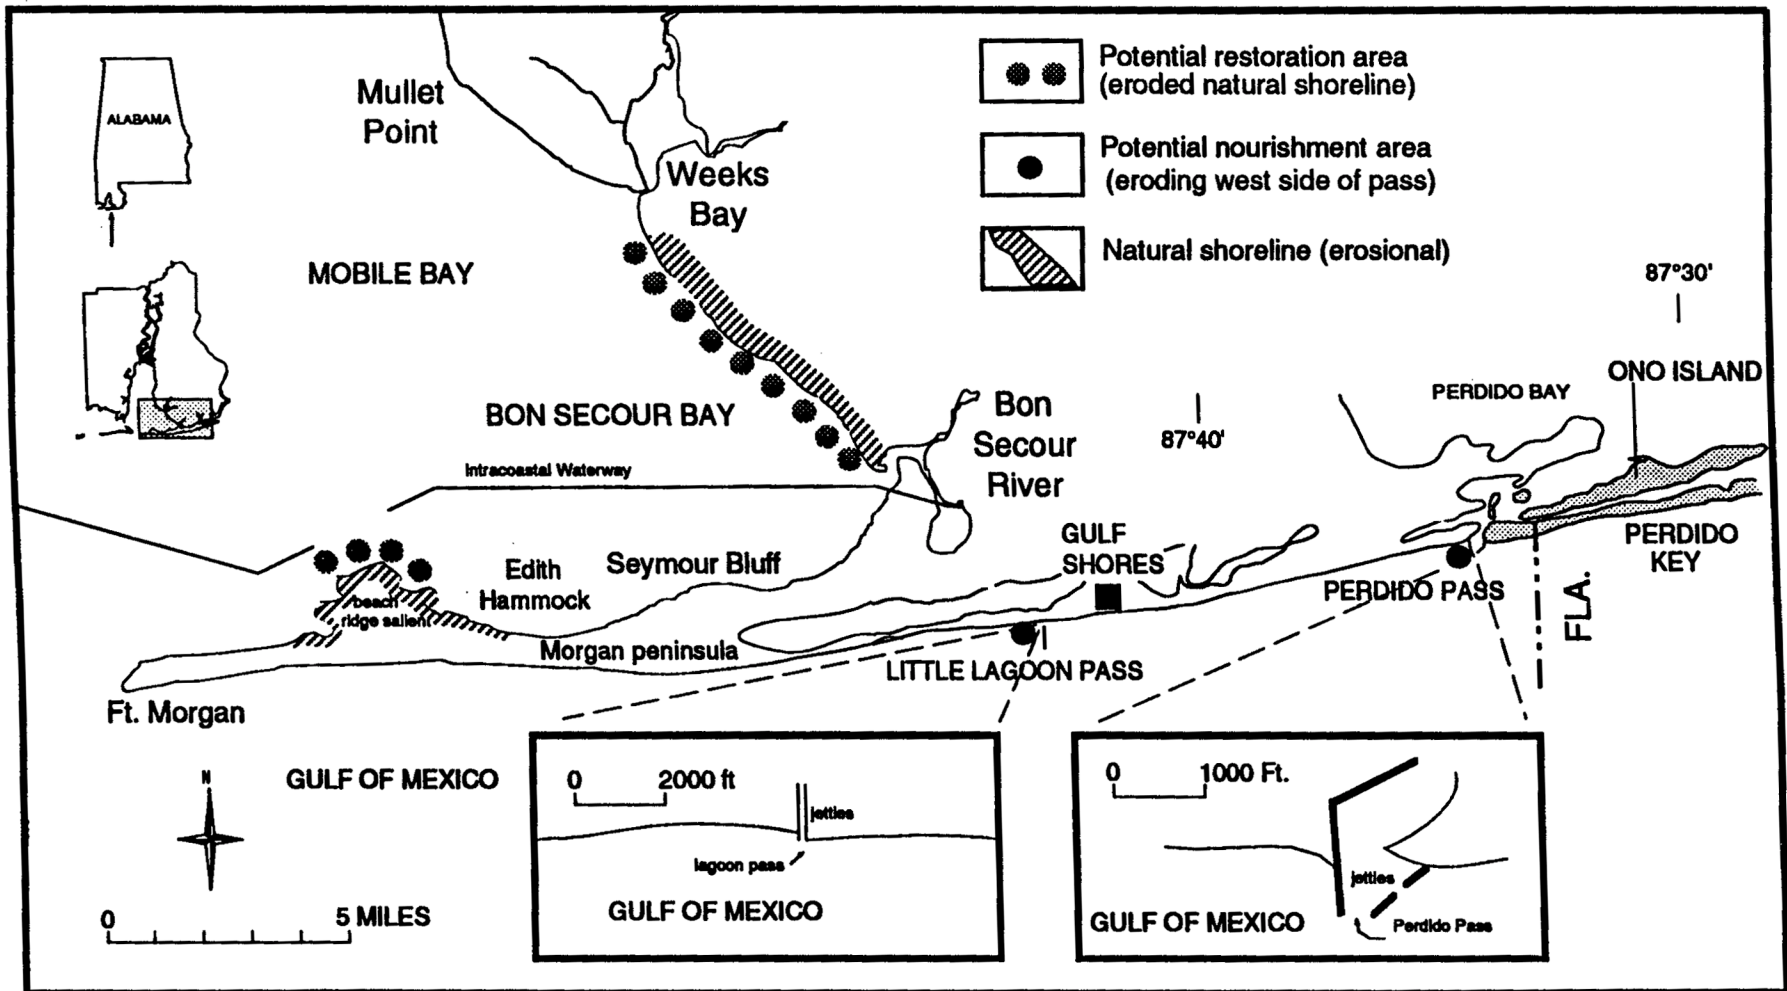 Mullet
Point
ALABAMA
Weeks
Bay
Potential restoration area
(eroded natural shoreline)
Potential nourishment area
(eroding west side of pass)
Natural shoreline (erosional)
87°30'
MOBILE BAY
ONO ISLAND
PERDIDO BAY
BON SECOUR BAY
Bon
Secour
River
87°40'
Intracoastal Waterway
GULF
SHORES
PERDIDO
KEY
Edith
Hammock
Seymour Bluff
beach
ridge salient
PERDIDO PASS
FLA.
Morgan peninsula
LITTLE LAGOON PASS
Ft. Morgan
N
GULF OF MEXICO
0 5 MILES
0 2000 ft
jetties
lagoon pass
GULF OF MEXICO
0 1000 Ft.
jetties
GULF OF MEXICO
Perdido Pass